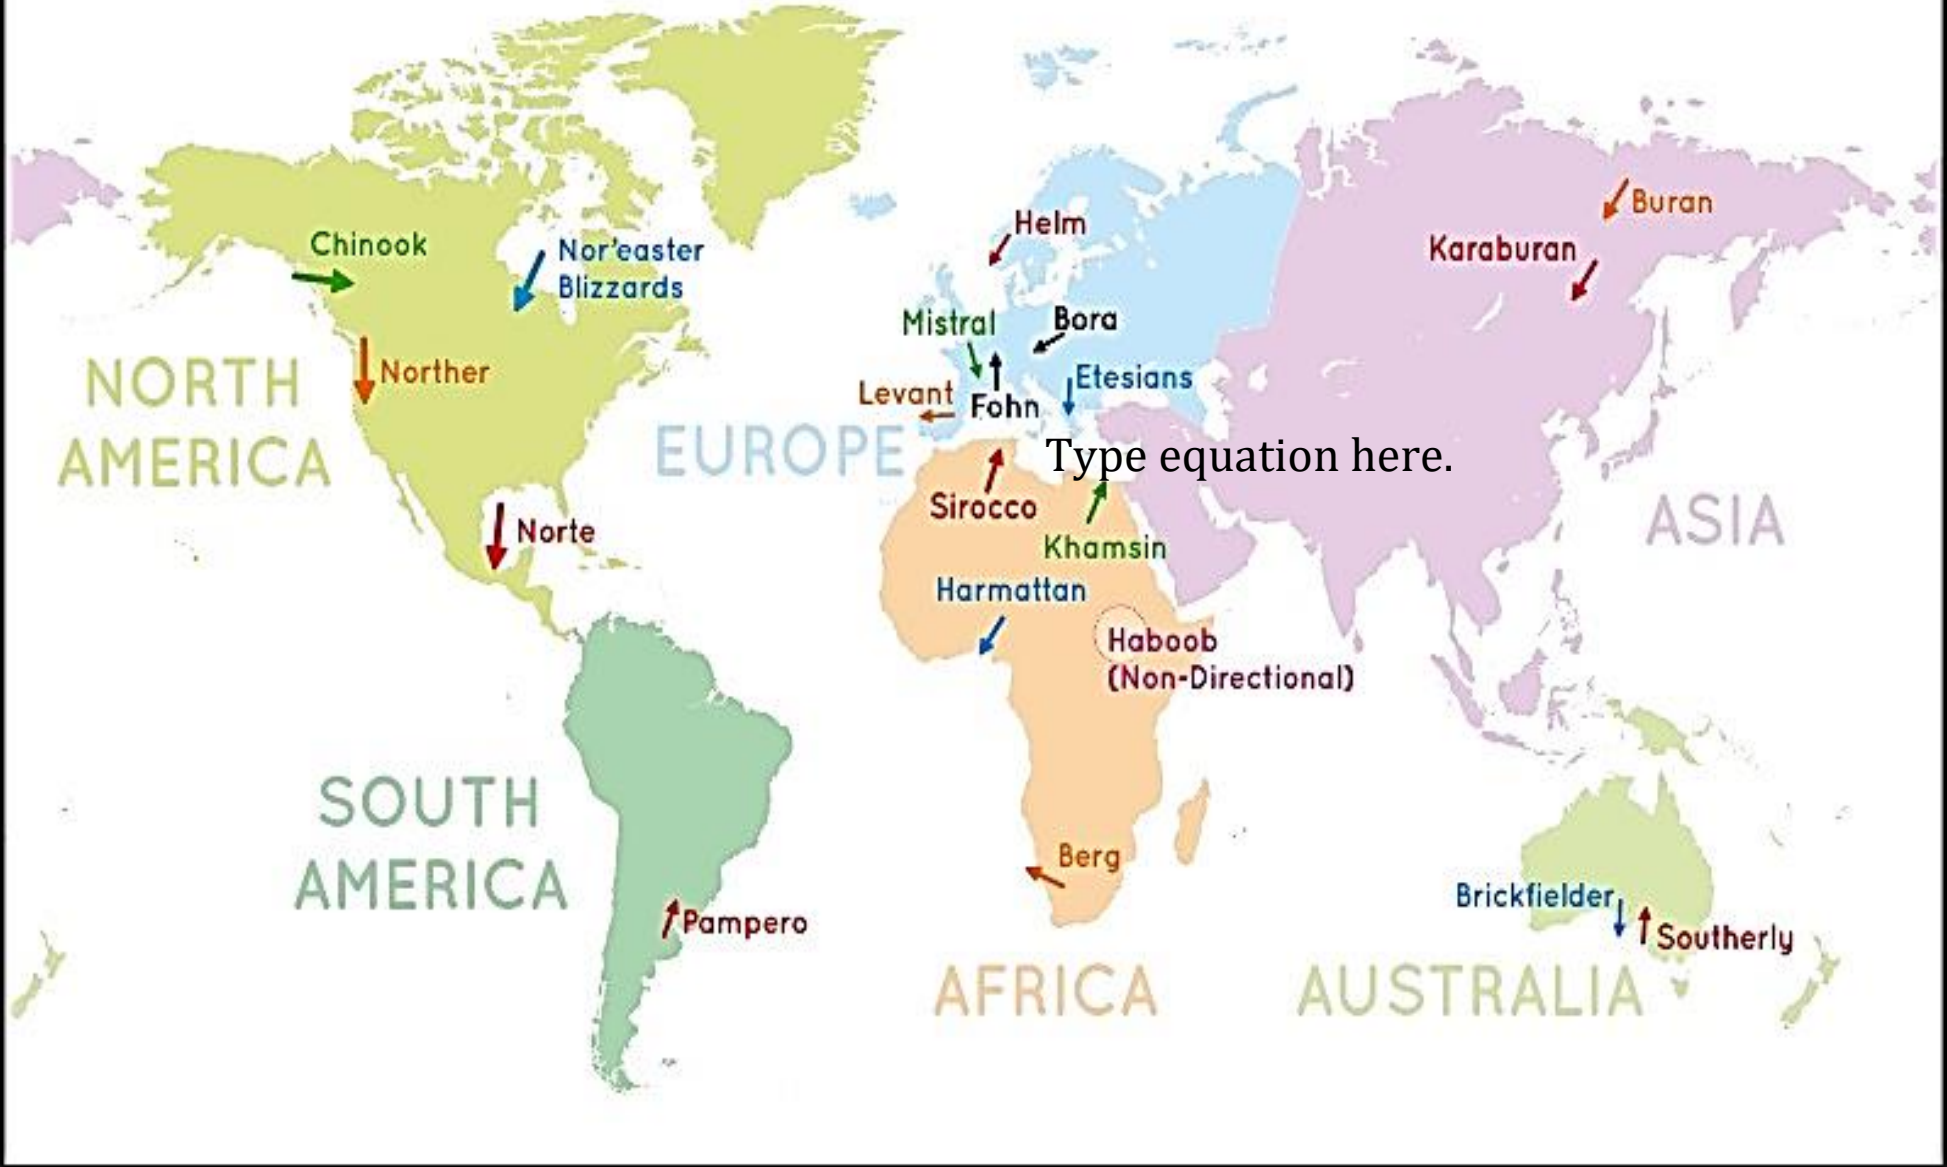 Buran
Helm
Chinook
Nor'easter
Blizzards
Karaburan
Mistral
Bora
Norther
Etesians
NORTH
AMERICA
Levant
Fohn
EUROPE
Type equation here.
Sirocco
ASIA
Norte
Khamsin
Harmattan
Haboob
(Non-Directional)
SOUTH
AMERICA
Berg
Brickfielder
Pampero
Southerly
AFRICA
AUSTRALIA